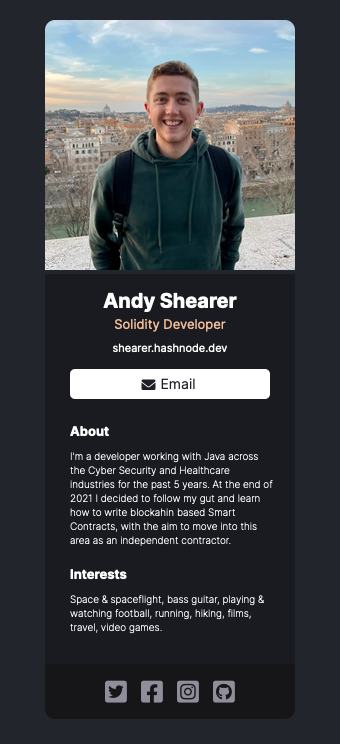 Andy Shearer
Solidity Developer
shearer.hashnode.dev
Email
About
I'm a developer working with Java across
the Cyber Security and Healthcare
industries for the past 5 years. At the end of
2021 I decided to follow my gut and learn
how to write blockahin based Smart
Contracts, with the aim to move into this
area as an independent contractor.
Interests
Space & spaceflight, bass guitar, playing &
watching football, running, hiking, films,
travel, video games.